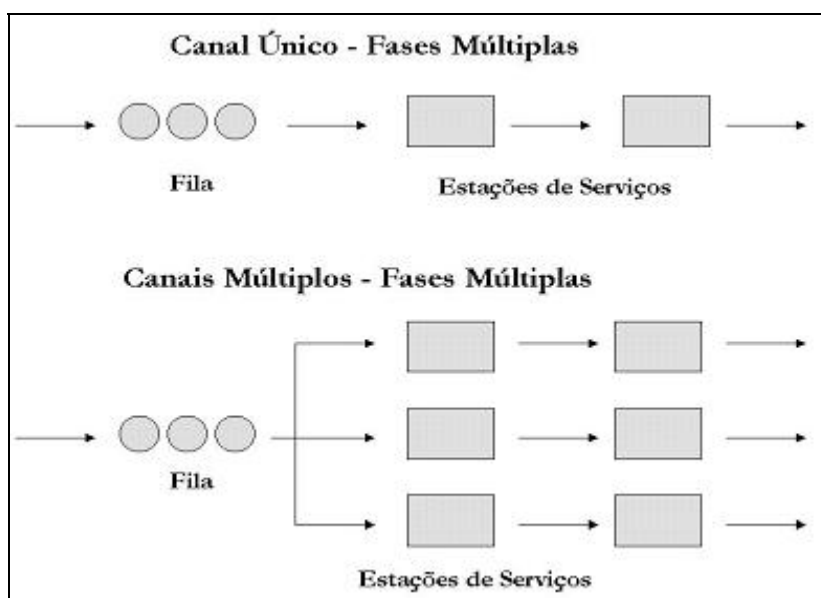 Canal Único - Fases Múltiplas
Fila
Estações de Serviços
Canais Múltiplos - Fases Múltiplas
Fila
Estações de Serviços